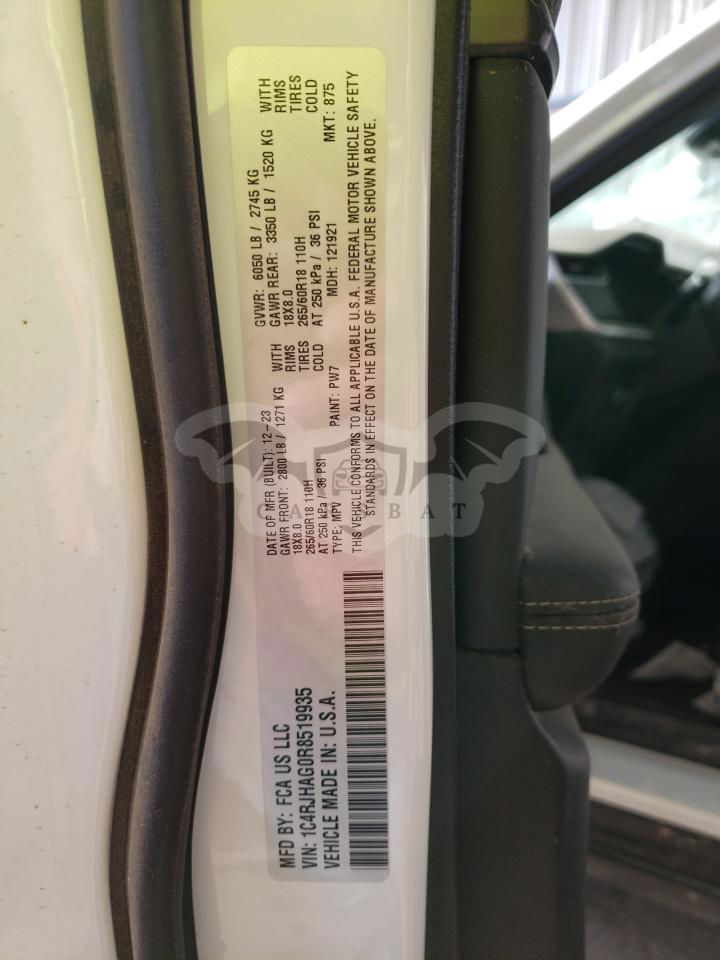 MFD BY: FCA US LLC
DATE OF MFR (BUILT): 12-23
GVWR: 6050 LB / 2745 KG
GAWR FRONT: 2800 LB / 1271 KG WITH
18X8.0 RIMS
265/60R18 110H TIRES
AT 250 kPa / 36 PSI COLD
GAWR REAR: 3350 LB / 1520 KG WITH
18X8.0 RIMS
265/60R18 110H TIRES
AT 250 kPa / 36 PSI COLD
VIN: 1C4RJHAG0R8519935
TYPE: MPV PAINT: PW7 MDH: 121921 MKT: 875
VEHICLE MADE IN: U.S.A.
THIS VEHICLE CONFORMS TO ALL APPLICABLE U.S.A. FEDERAL MOTOR VEHICLE SAFETY
STANDARDS IN EFFECT ON THE DATE OF MANUFACTURE SHOWN ABOVE.